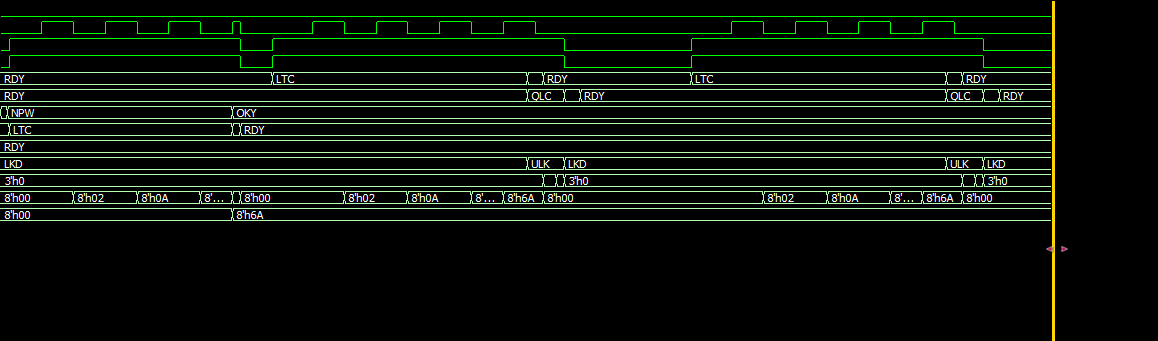 RDY LTC RDY LTC RDY
RDY QLC RDY QLC RDY
NPW OKY
LTC RDY
RDY
LKD ULK LKD ULK LKD
3'h0 3'h0 3'h0
8'h00 8'h02 8'h0A 8'... 8'h00 8'h02 8'h0A 8'... 8'h6A 8'h00 8'h02 8'h0A 8'... 8'h6A 8'h00
8'h00 8'h6A